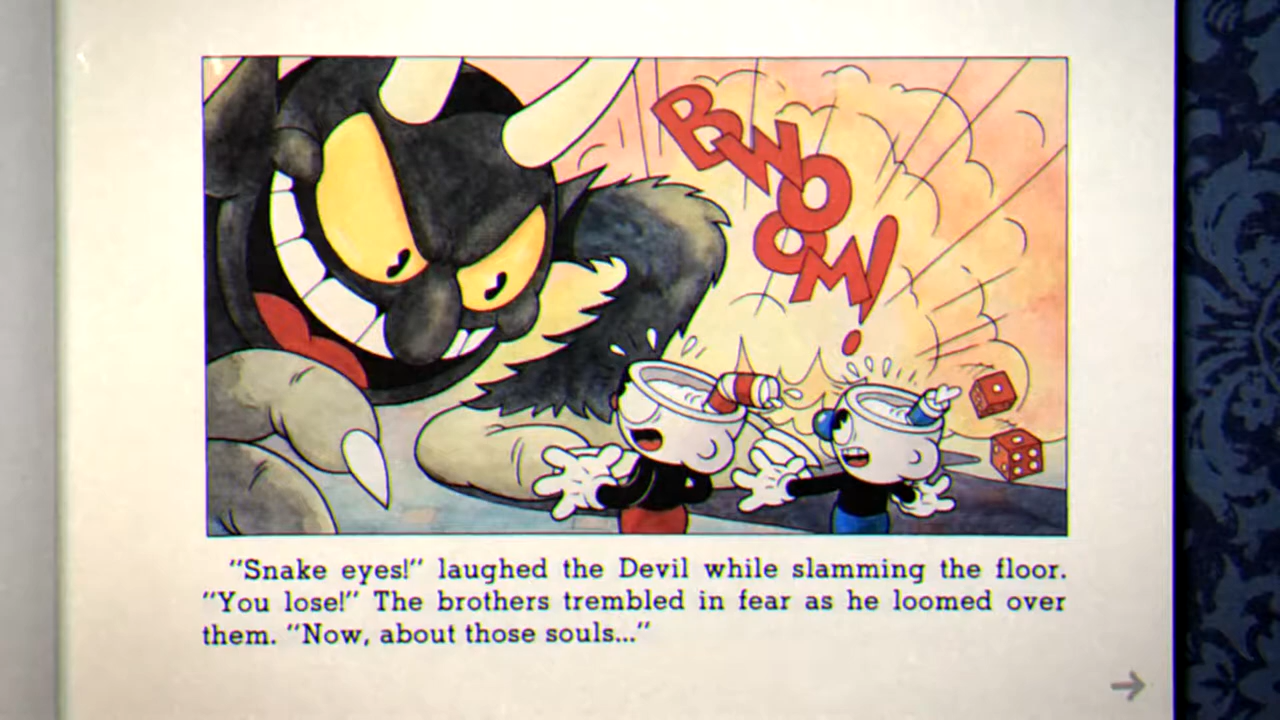 BWOOM!
“Snake eyes!” laughed the Devil while slamming the floor.
“You lose!” The brothers trembled in fear as he loomed over
them. “Now, about those souls...”